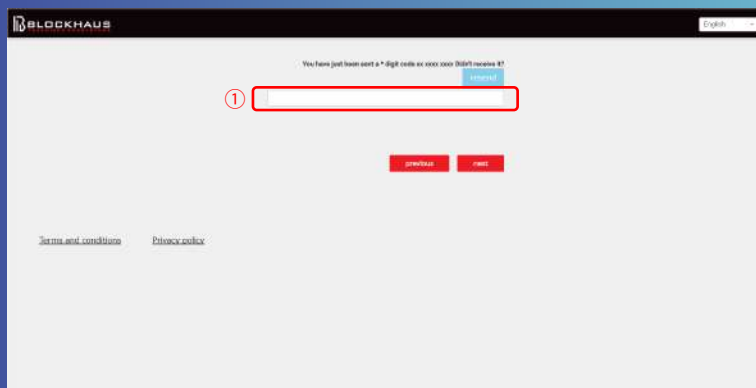 BLOCKHAUS
English
You have just been sent a * digit code ex xxxx xxxx Didn't receive it?
resend
①
previous
next
Terms and conditions
Privacy policy